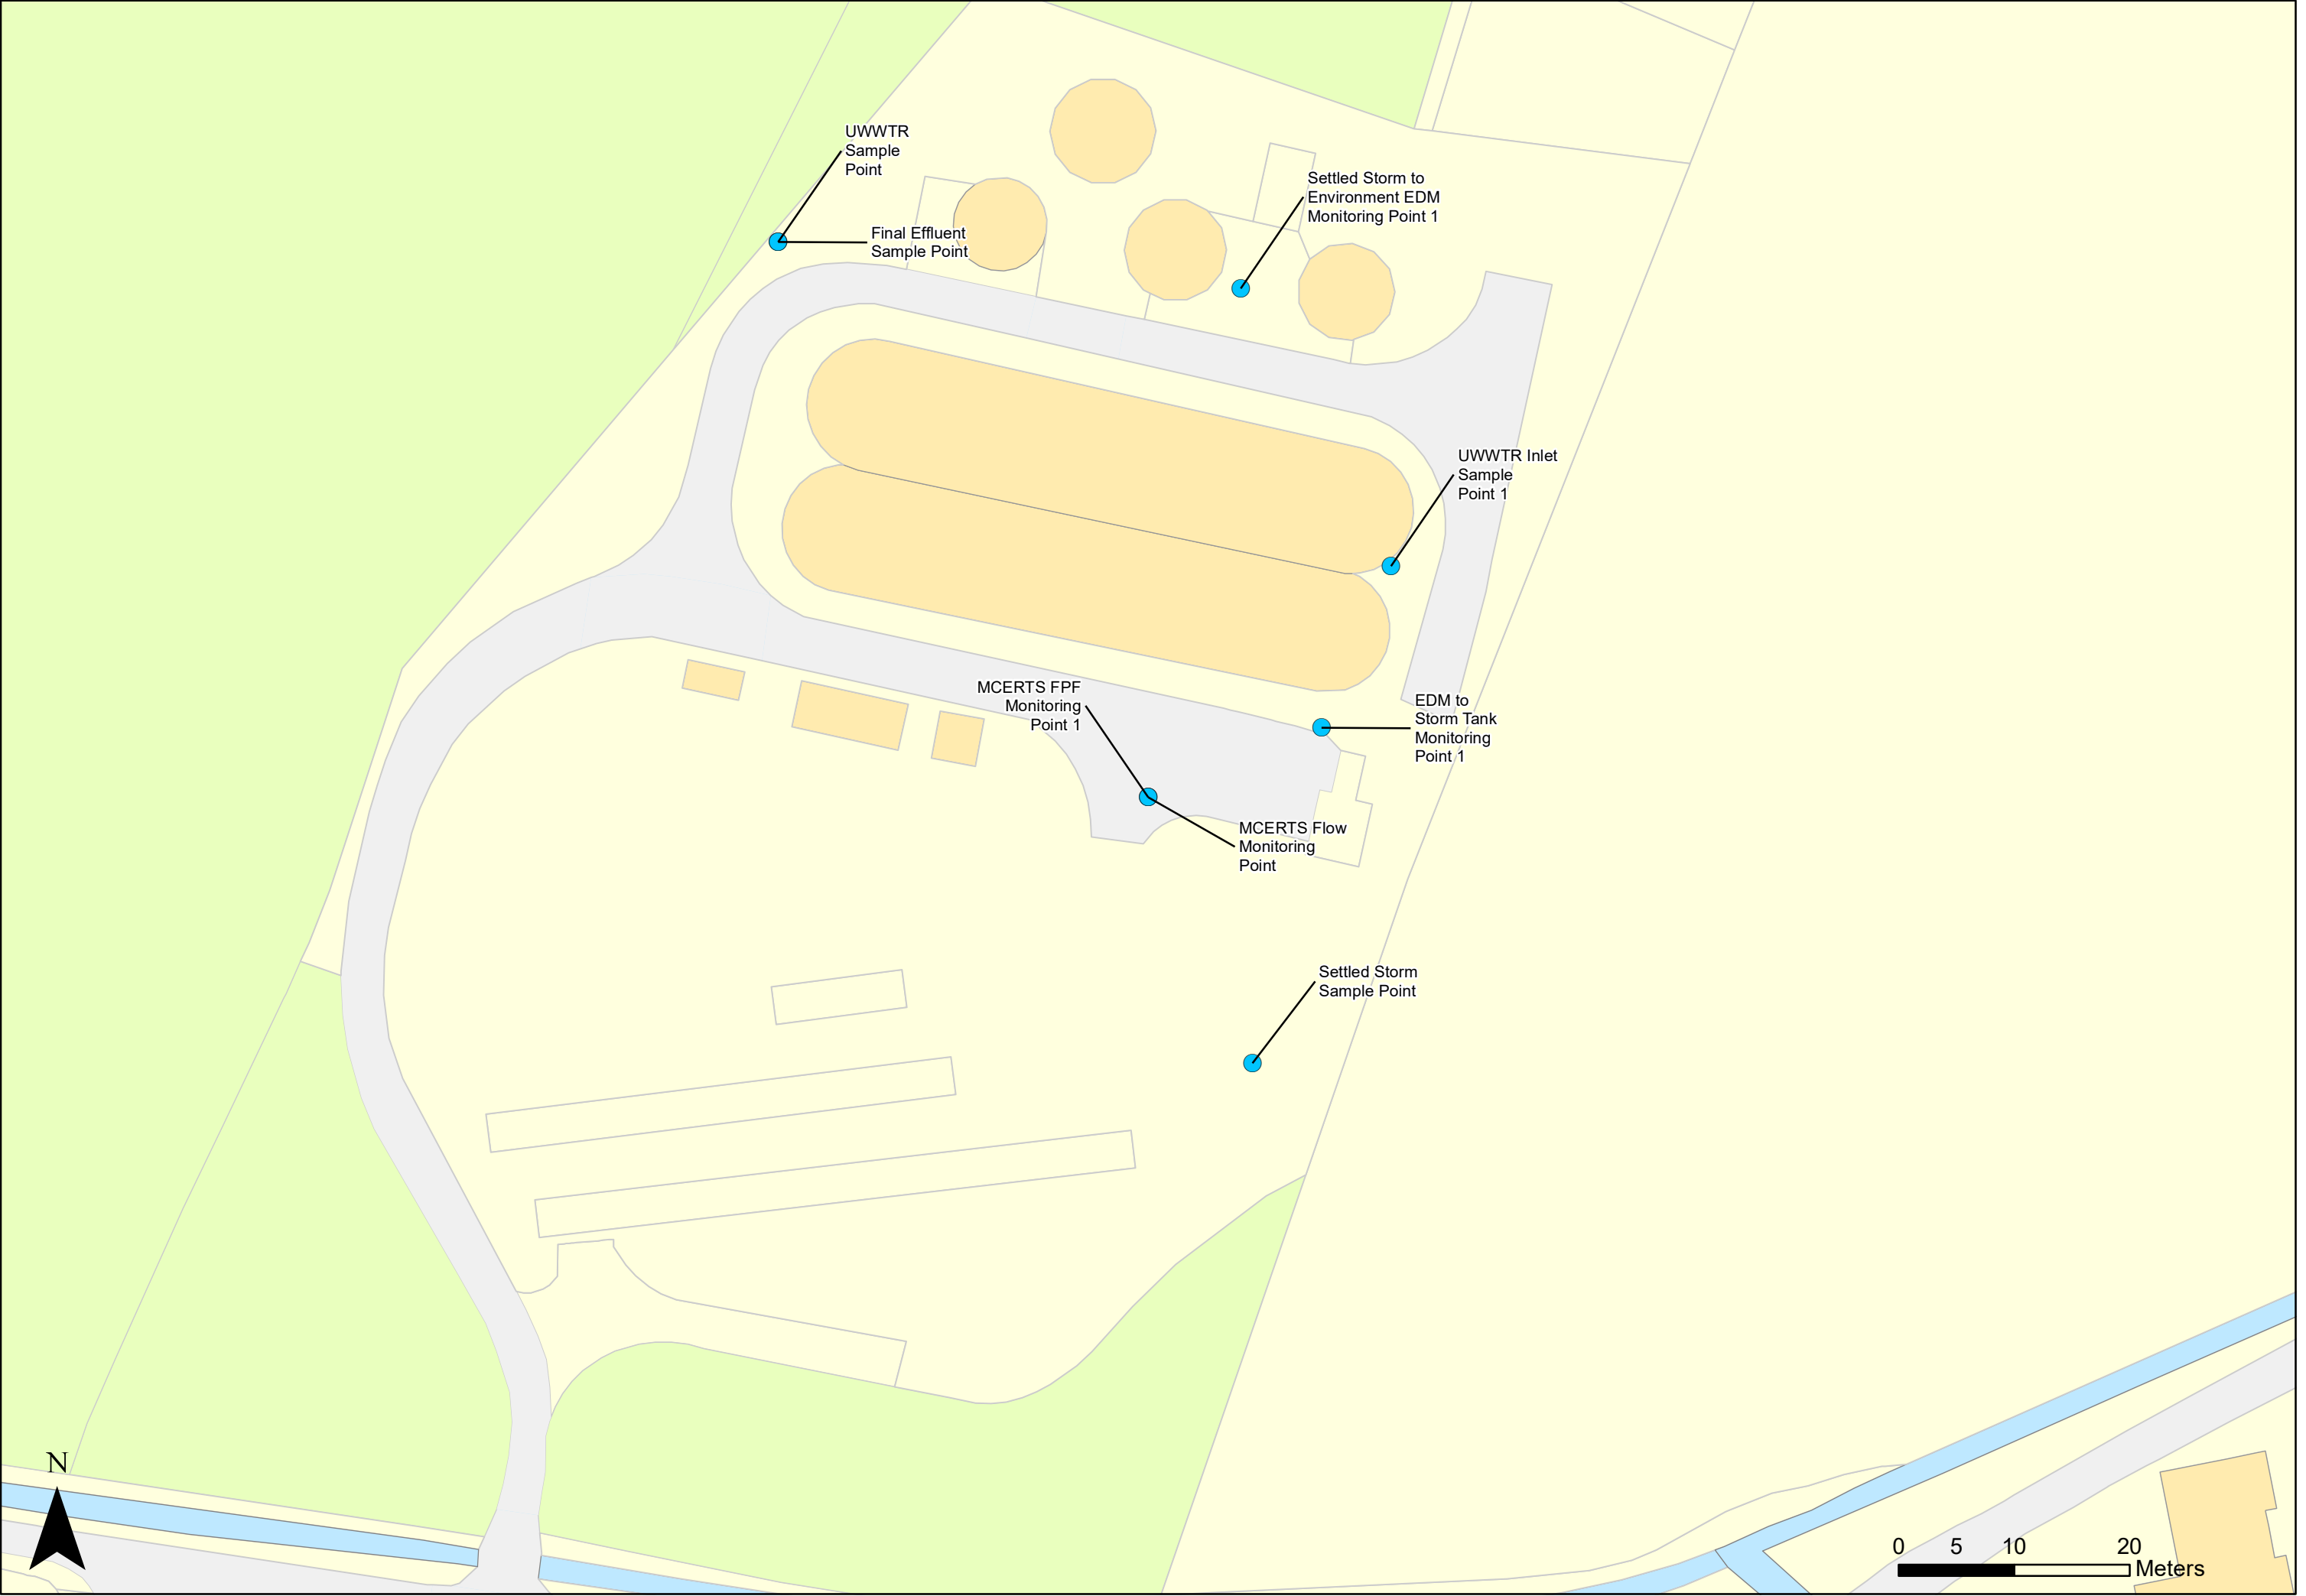 UWWTR
Sample
Point
Settled Storm to
Environment EDM
Monitoring Point 1
Final Effluent
Sample Point
UWWTR Inlet
Sample
Point 1
MCERTS FPF
Monitoring
Point 1
EDM to
Storm Tank
Monitoring
Point 1
MCERTS Flow
Monitoring
Point
Settled Storm
Sample Point
N
0 5 10 20
Meters